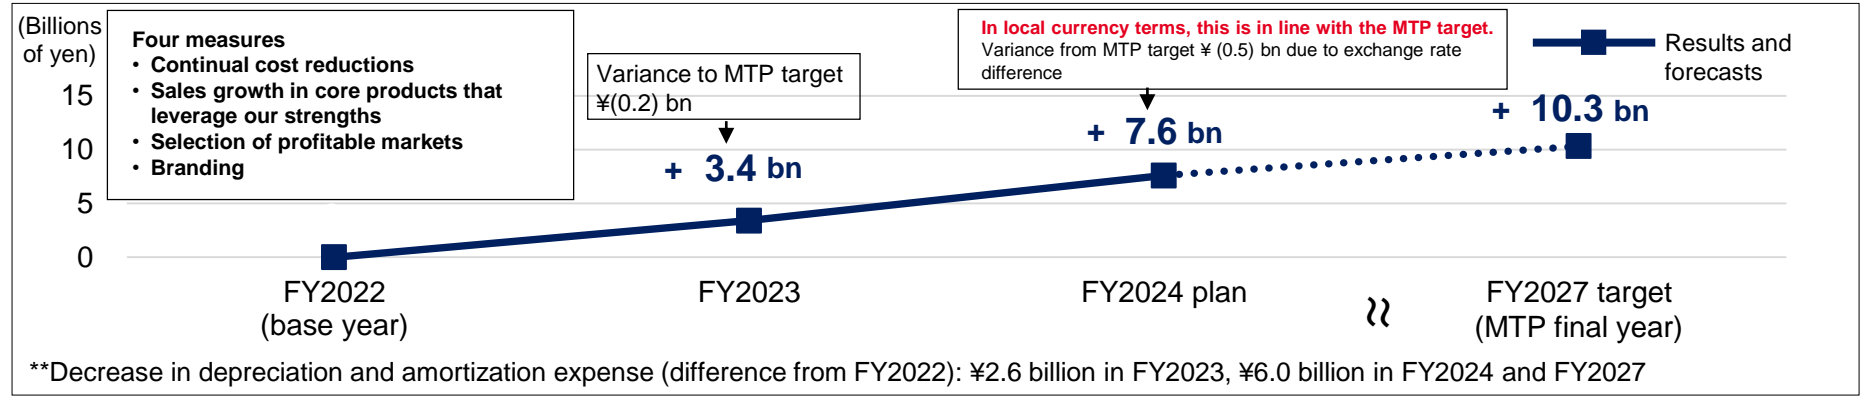 (Billions
of yen)
Four measures
• Continual cost reductions
• Sales growth in core products that
leverage our strengths
• Selection of profitable markets
• Branding
Variance to MTP target
¥(0.2) bn
In local currency terms, this is in line with the MTP target.
Variance from MTP target ¥ (0.5) bn due to exchange rate
difference
Results and
forecasts
15
10
5
0
+ 3.4 bn
+ 7.6 bn
+ 10.3 bn
FY2022
(base year)
FY2023
FY2024 plan
≈
FY2027 target
(MTP final year)
**Decrease in depreciation and amortization expense (difference from FY2022): ¥2.6 billion in FY2023, ¥6.0 billion in FY2024 and FY2027